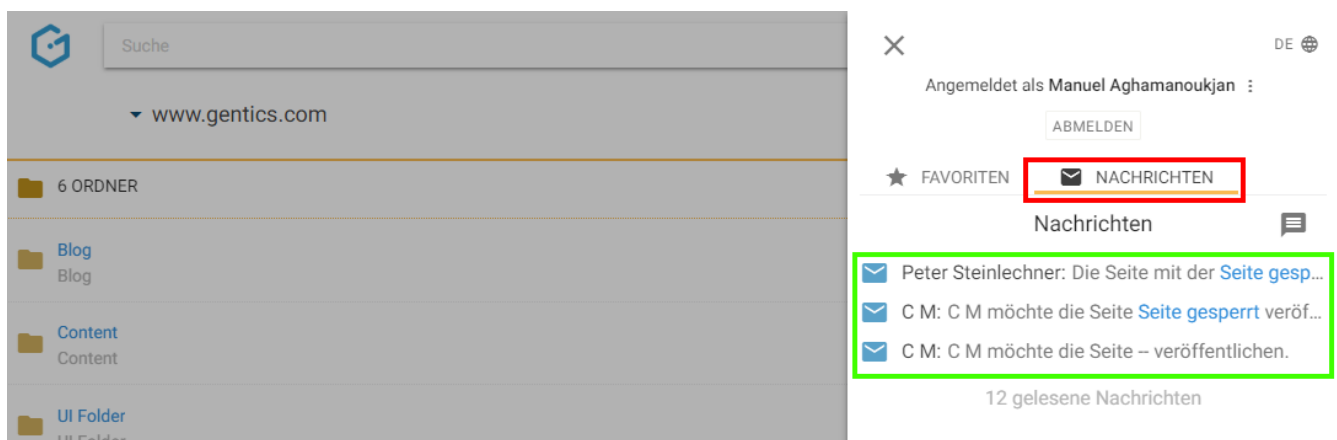 Suche
www.gentics.com
6 ORDNER
Blog
Blog
Content
Content
UI Folder
UI Folder
DE
Angemeldet als Manuel Aghamanoukjan
ABMELDEN
FAVORITEN
NACHRICHTEN
Nachrichten
Peter Steinlechner: Die Seite mit der Seite gesp...
C M: C M möchte die Seite Seite gesperrt veröf...
C M: C M möchte die Seite -- veröffentlichen.
12 gelesene Nachrichten